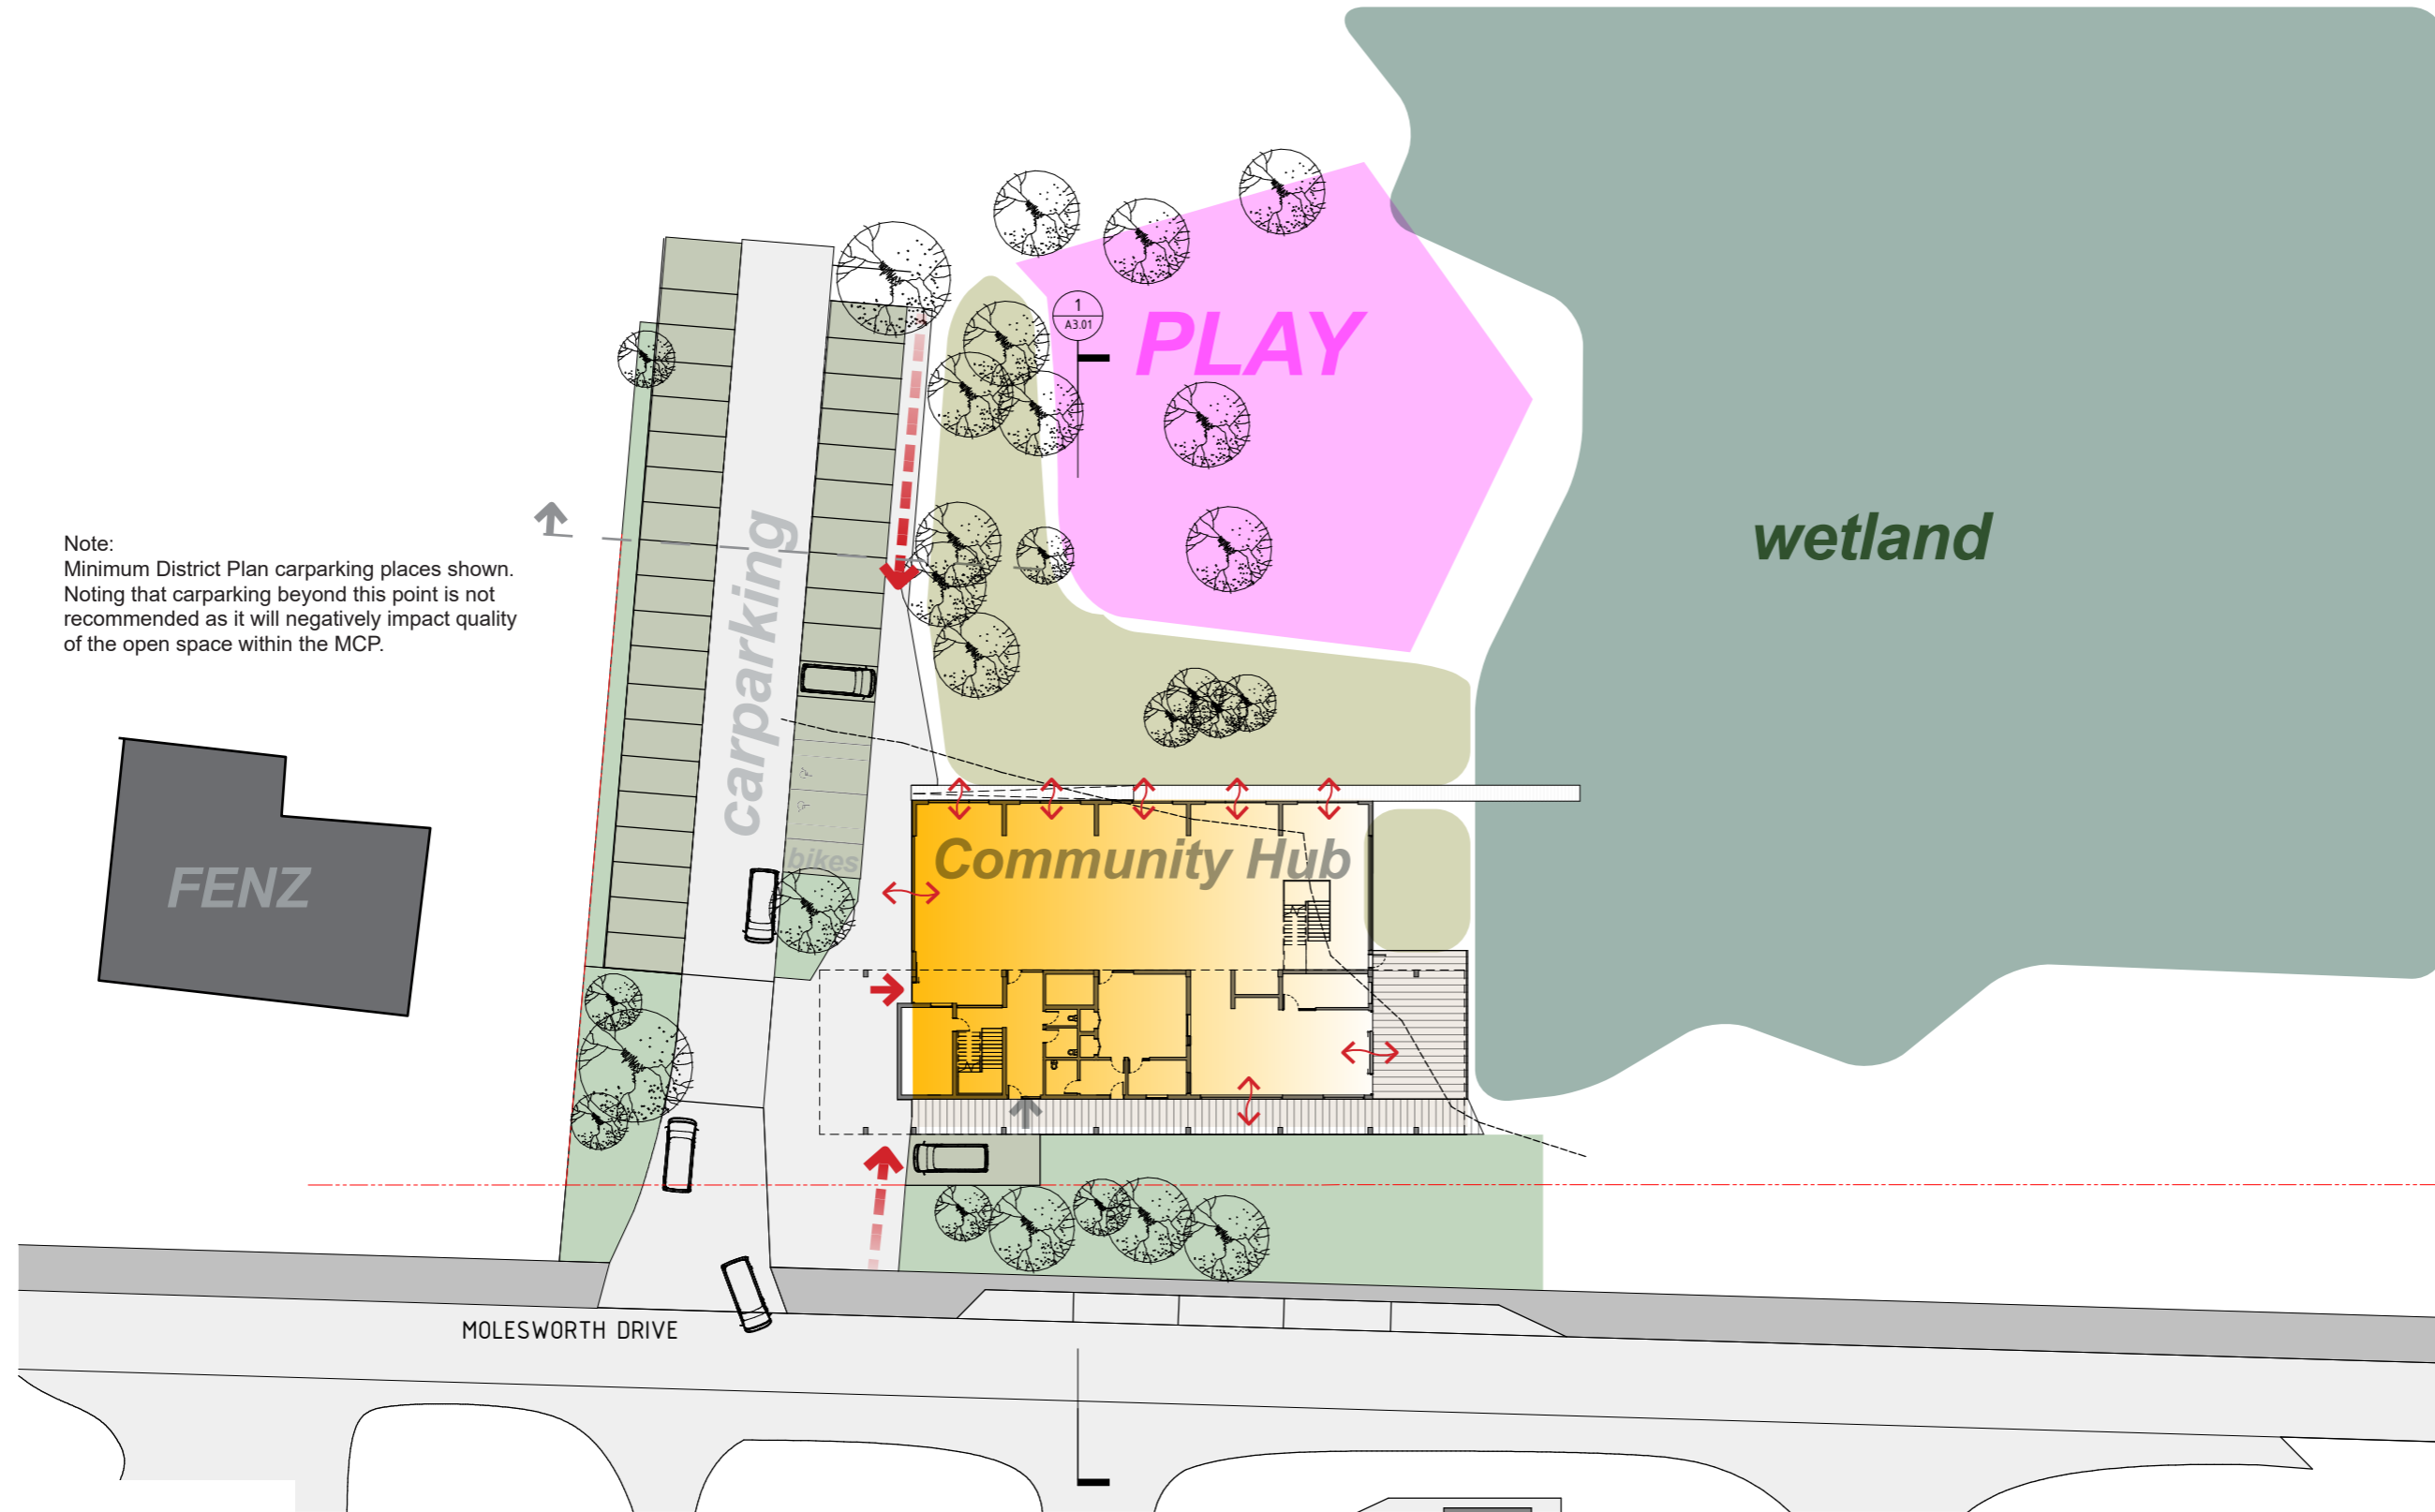 1
A3.01
PLAY
wetland
Note:
Minimum District Plan carparking places shown.
Noting that carparking beyond this point is not
recommended as it will negatively impact quality
of the open space within the MCP.
carparking
FENZ
bikes
Community Hub
MOLESWORTH DRIVE